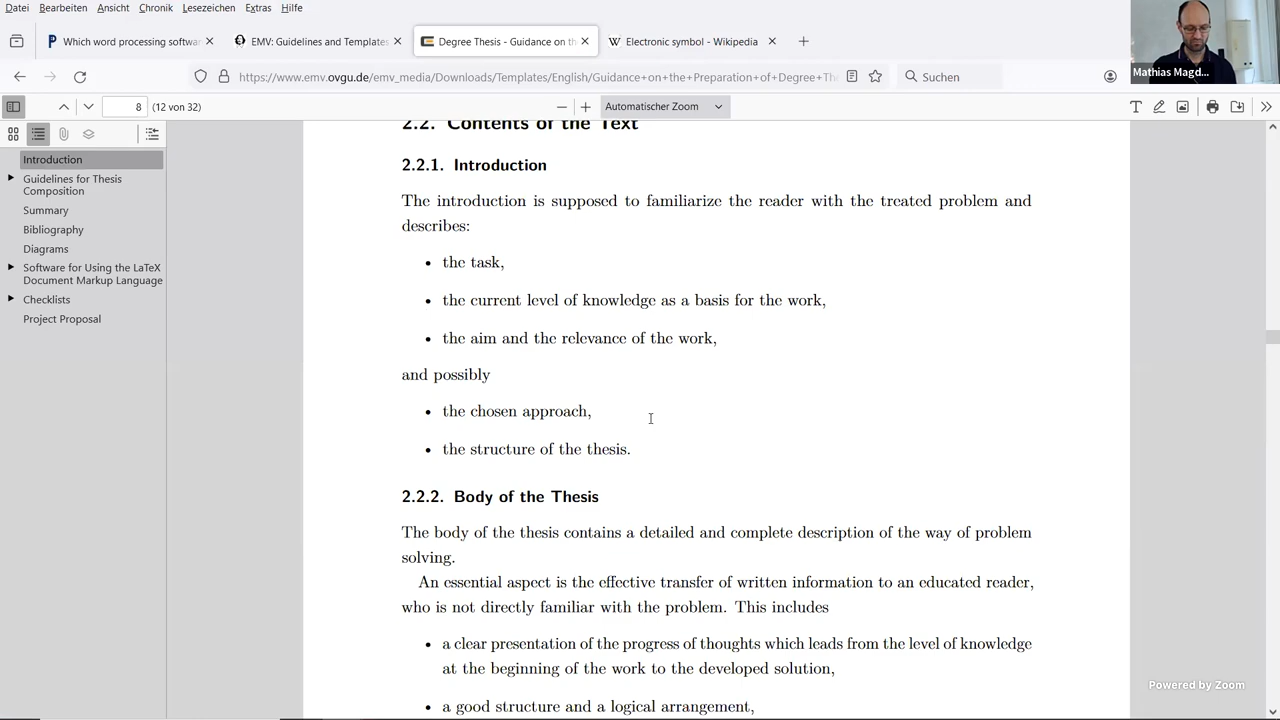 Datei Bearbeiten Ansicht Chronik Lesezeichen Extras Hilfe
Which word processing softwa
EMV: Guidelines and Templates
Degree Thesis - Guidance on th
Electronic symbol - Wikipedia
https://www.emv.ovgu.de/emv_media/Downloads/Templates/English/Guidance+on+the+Preparation+of+Degree+Th
Suchen
Mathias Magd...
8 (12 von 32)
Automatischer Zoom
Introduction
Guidelines for Thesis
Composition
Summary
Bibliography
Diagrams
Software for Using the LaTeX
Document Markup Language
Checklists
Project Proposal
2.2. Contents of the Text
2.2.1. Introduction
The introduction is supposed to familiarize the reader with the treated problem and
describes:
• the task,
• the current level of knowledge as a basis for the work,
• the aim and the relevance of the work,
and possibly
• the chosen approach,
• the structure of the thesis.
2.2.2. Body of the Thesis
The body of the thesis contains a detailed and complete description of the way of problem
solving.
An essential aspect is the effective transfer of written information to an educated reader,
who is not directly familiar with the problem. This includes
• a clear presentation of the progress of thoughts which leads from the level of knowledge
at the beginning of the work to the developed solution,
• a good structure and a logical arrangement,
Powered by Zoom